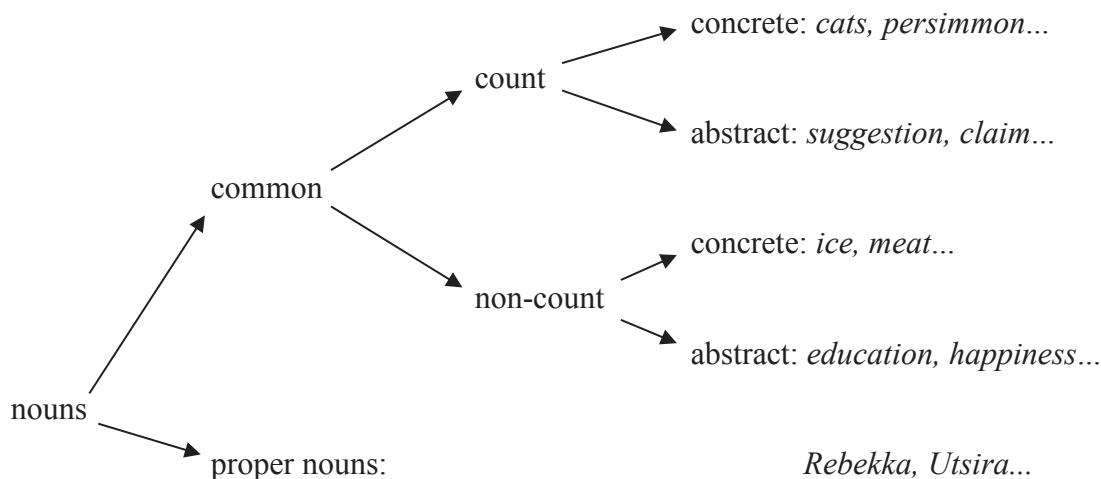 concrete: cats, persimmon...
count
abstract: suggestion, claim...
common
concrete: ice, meat...
non-count
abstract: education, happiness...
nouns
proper nouns: Rebekka, Utsira...